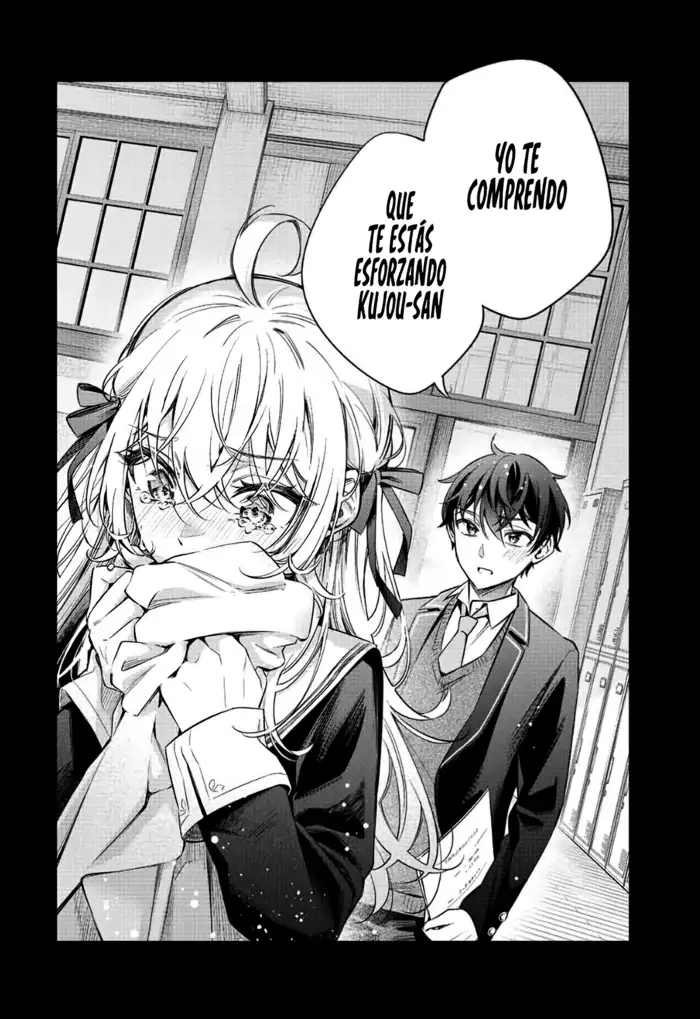 YO TE
COMPRENDO
QUE
TE ESTÁS
ESFORZANDO
KUJOU-SAN